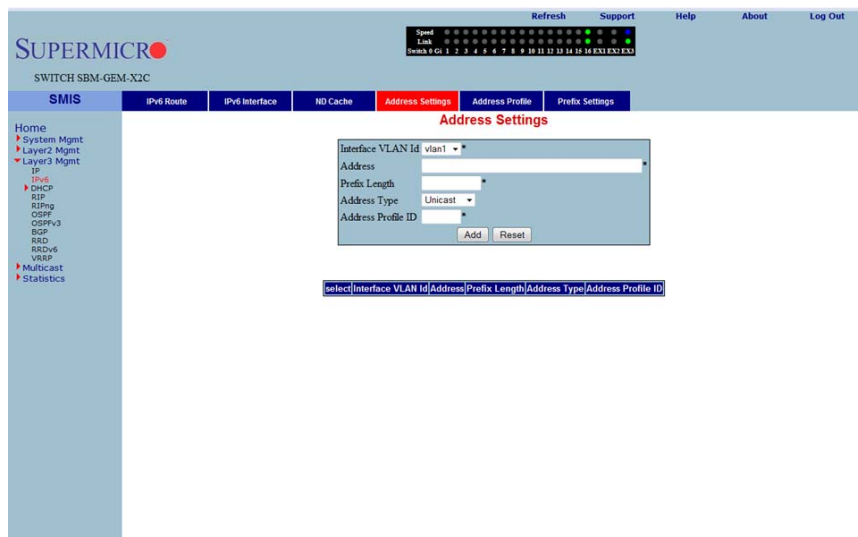 Refresh Support Help About Log Out
SUPERMICRO
Speed
Link
Switch 0 Gi 1 2 3 4 5 6 7 8 9 10 11 12 13 14 15 16 EX1 EX2 EX3
SWITCH SBM-GEM-X2C
SMIS
IPv6 Route IPv6 Interface ND Cache Address Settings Address Profile Prefix Settings
Home
System Mgmt
Layer2 Mgmt
Layer3 Mgmt
IP
IPv6
DHCP
RIP
RIPng
OSPF
OSPFv3
BGP
RRD
RRDv6
VRRP
Multicast
Statistics
Address Settings
Interface VLAN Id vlan1 *
Address *
Prefix Length *
Address Type Unicast
Address Profile ID *
Add Reset
select Interface VLAN Id Address Prefix Length Address Type Address Profile ID